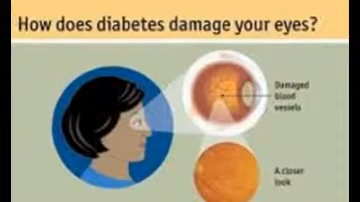 How does diabetes damage your eyes?
Damaged
blood
vessels
A closer
look